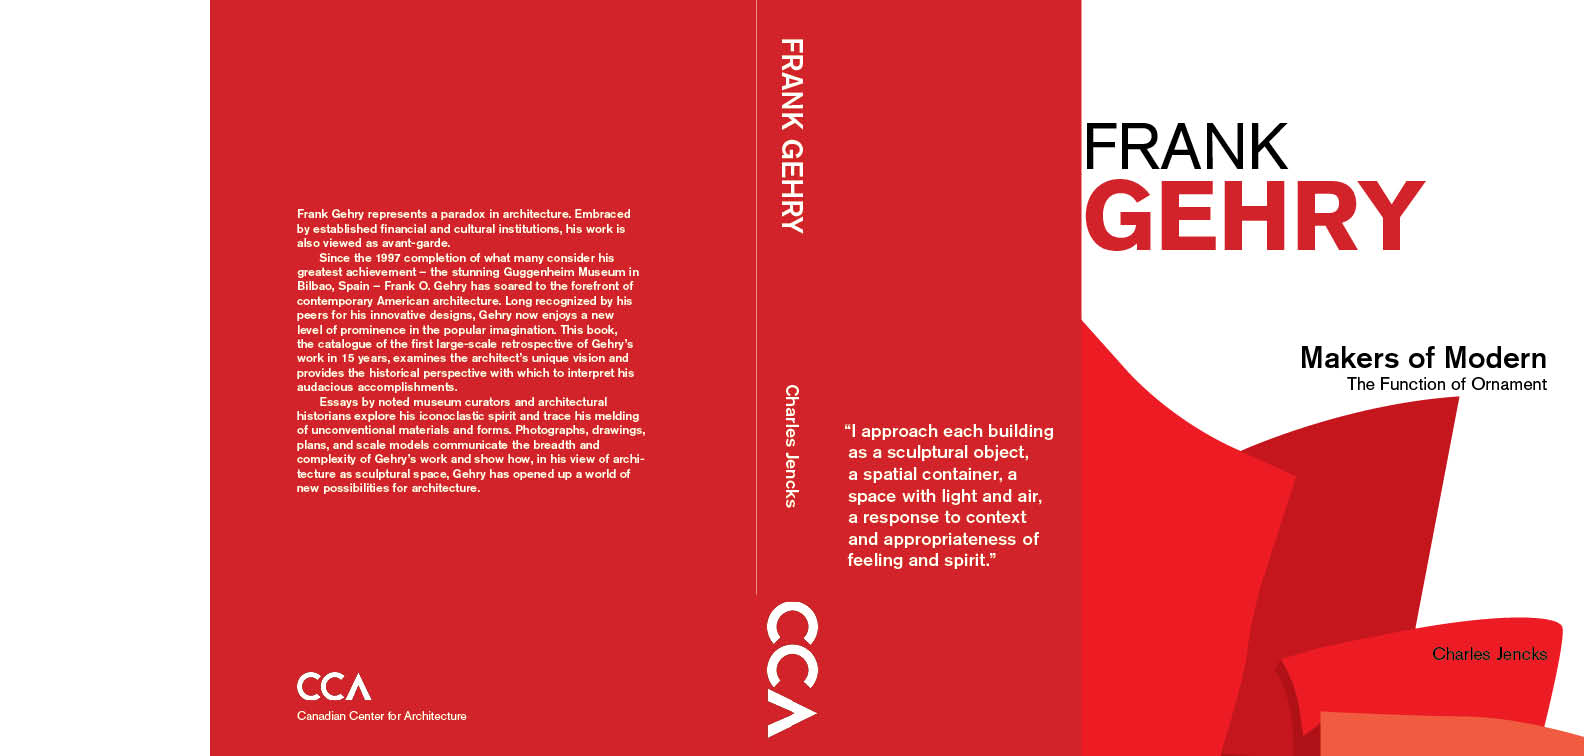 Frank Gehry represents a paradox in architecture. Embraced
by established financial and cultural institutions, his work is
also viewed as avant-garde.
Since the 1997 completion of what many consider his
greatest achievement – the stunning Guggenheim Museum in
Bilbao, Spain – Frank O. Gehry has soared to the forefront of
contemporary American architecture. Long recognized by his
peers for his innovative designs, Gehry now enjoys a new
level of prominence in the popular imagination. This book,
the catalogue of the first large-scale retrospective of Gehry's
work in 15 years, examines the architect's unique vision and
provides the historical perspective with which to interpret his
audacious accomplishments.
Essays by noted museum curators and architectural
historians explore his iconoclastic spirit and trace his melding
of unconventional materials and forms. Photographs, drawings,
plans, and scale models communicate the breadth and
complexity of Gehry's work and show how, in his view of archi-
tecture as sculptural space, Gehry has opened up a world of
new possibilities for architecture.
CCA
Canadian Center for Architecture
FRANK GEHRY
Charles Jencks
CCA
“I approach each building
as a sculptural object,
a spatial container, a
space with light and air,
a response to context
and appropriateness of
feeling and spirit.”
FRANK
GEHRY
Makers of Modern
The Function of Ornament
Charles Jencks